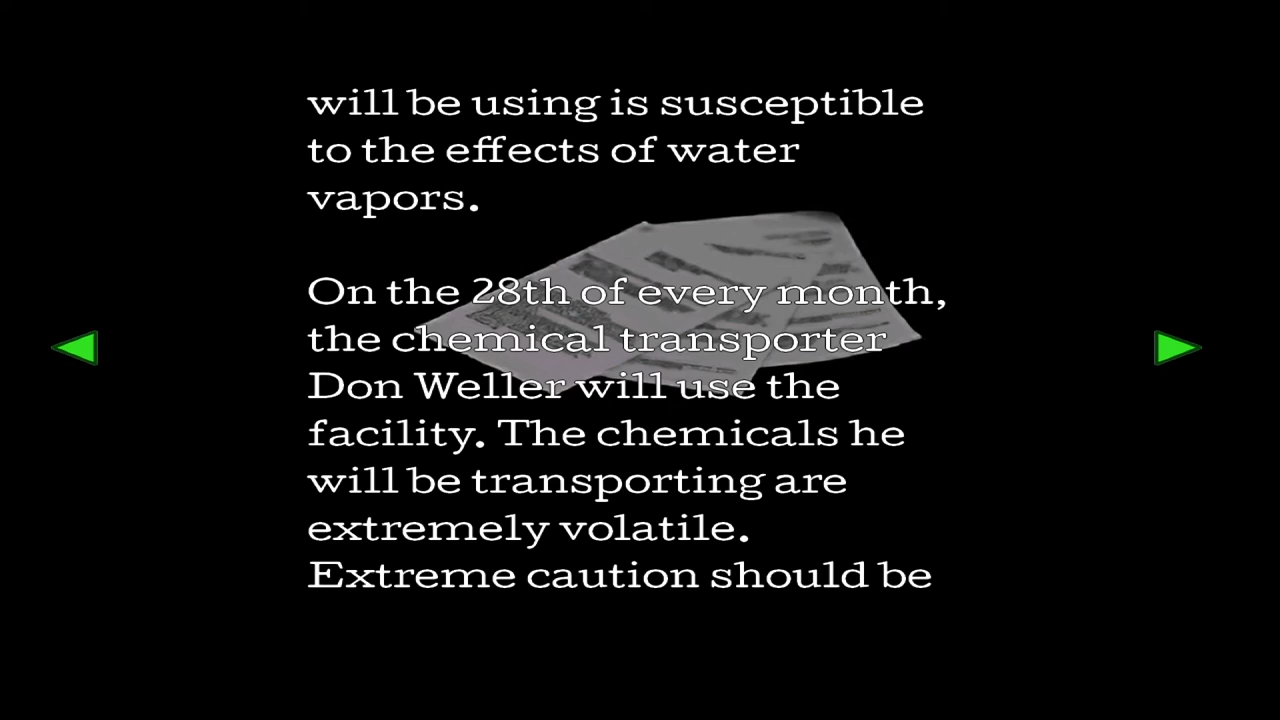 will be using is susceptible
to the effects of water
vapors.
On the 28th of every month,
the chemical transporter
Don Weller will use the
facility. The chemicals he
will be transporting are
extremely volatile.
Extreme caution should be